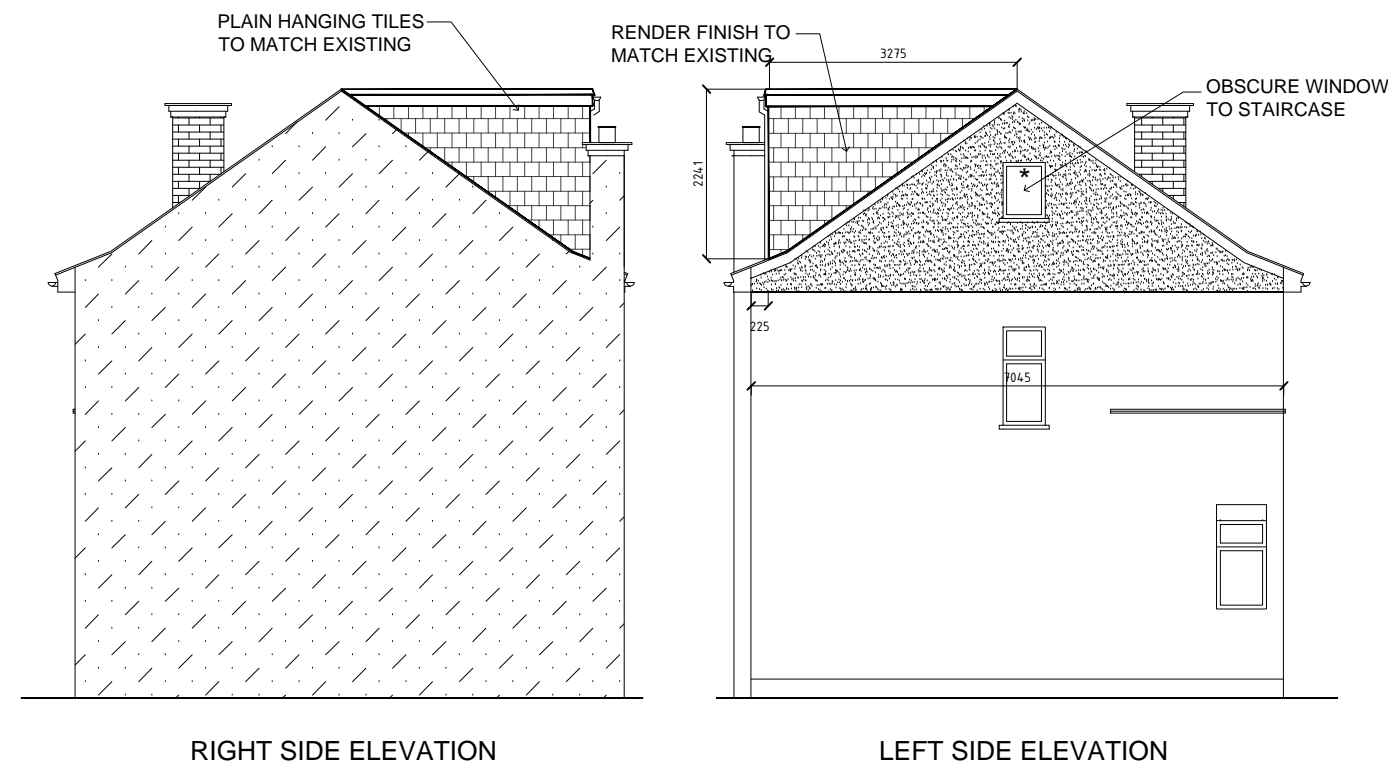 PLAIN HANGING TILES
TO MATCH EXISTING
RENDER FINISH TO
MATCH EXISTING
3275
OBSCURE WINDOW
TO STAIRCASE
2241
*
225
7045
RIGHT SIDE ELEVATION
LEFT SIDE ELEVATION